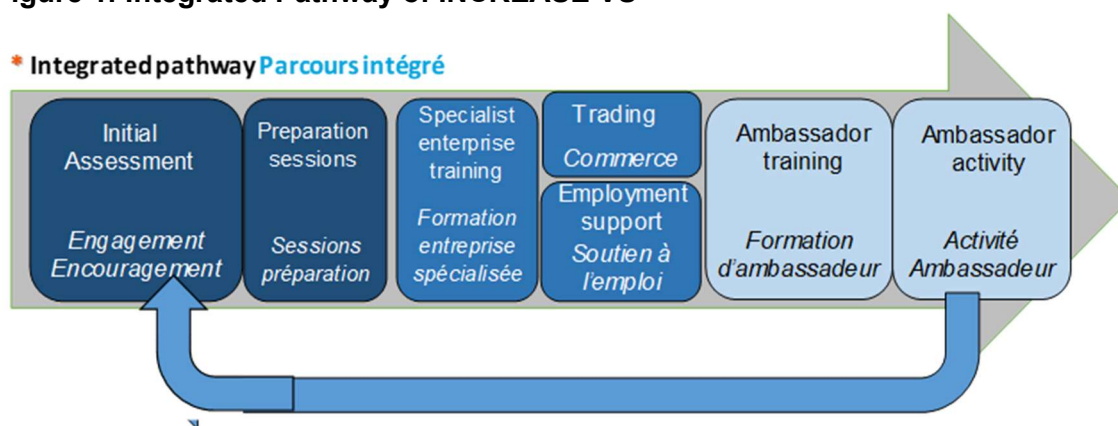 * Integrated pathway Parcours intégré
Initial
Assessment
Engagement
Encouragement
Preparation
sessions
Sessions
préparation
Specialist
enterprise
training
Formation
entreprise
spécialisée
Trading
Commerce
Employment
support
Soutien à
l'emploi
Ambassador
training
Formation
d'ambassadeur
Ambassador
activity
Activité
Ambassadeur